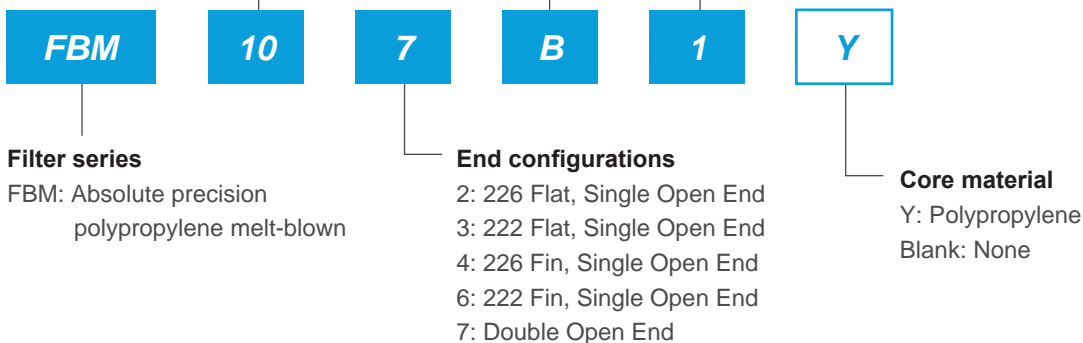 FBM 10 7 B 1 Y
Filter series
FBM: Absolute precision
polypropylene melt-blown
End configurations
2: 226 Flat, Single Open End
3: 222 Flat, Single Open End
4: 226 Fin, Single Open End
6: 222 Fin, Single Open End
7: Double Open End
Core material
Y: Polypropylene
Blank: None